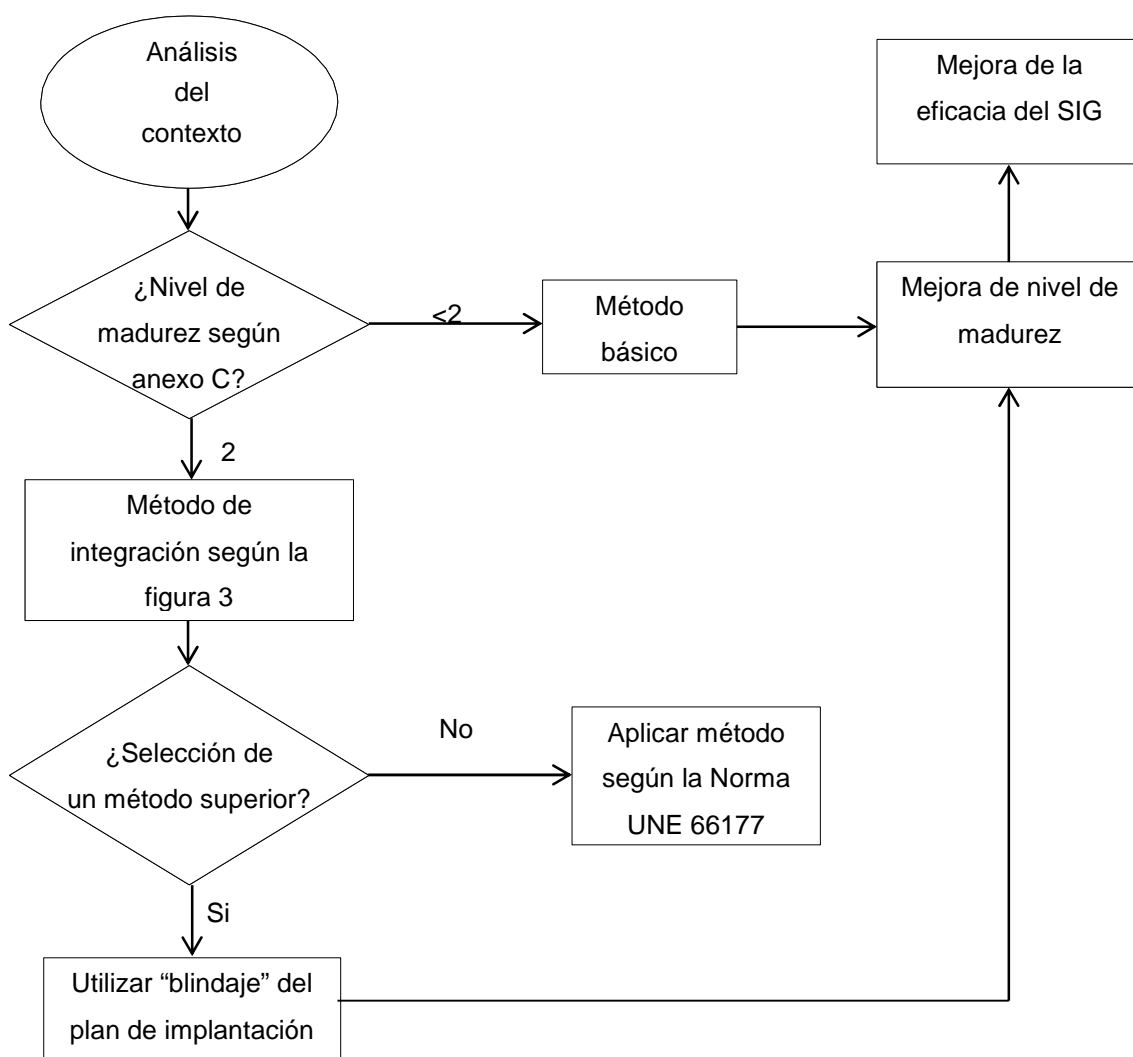 Análisis
del
contexto
Mejora de la
eficacia del SIG
¿Nivel de
madurez según
anexo C?
<2
Método
básico
Mejora de nivel de
madurez
2
Método de
integración según la
figura 3
¿Selección de
un método superior?
No
Aplicar método
según la Norma
UNE 66177
Si
Utilizar “blindaje” del
plan de implantación